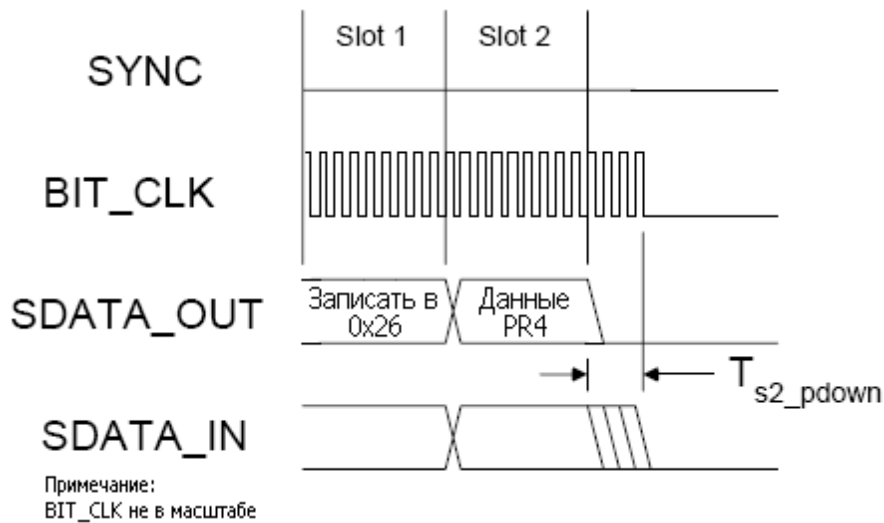 Slot 1 Slot 2
SYNC
BIT_CLK
SDATA_OUT
Записать в
0x26
Данные
PR4
Ts2_pdown
SDATA_IN
Примечание:
BIT_CLK не в масштабе